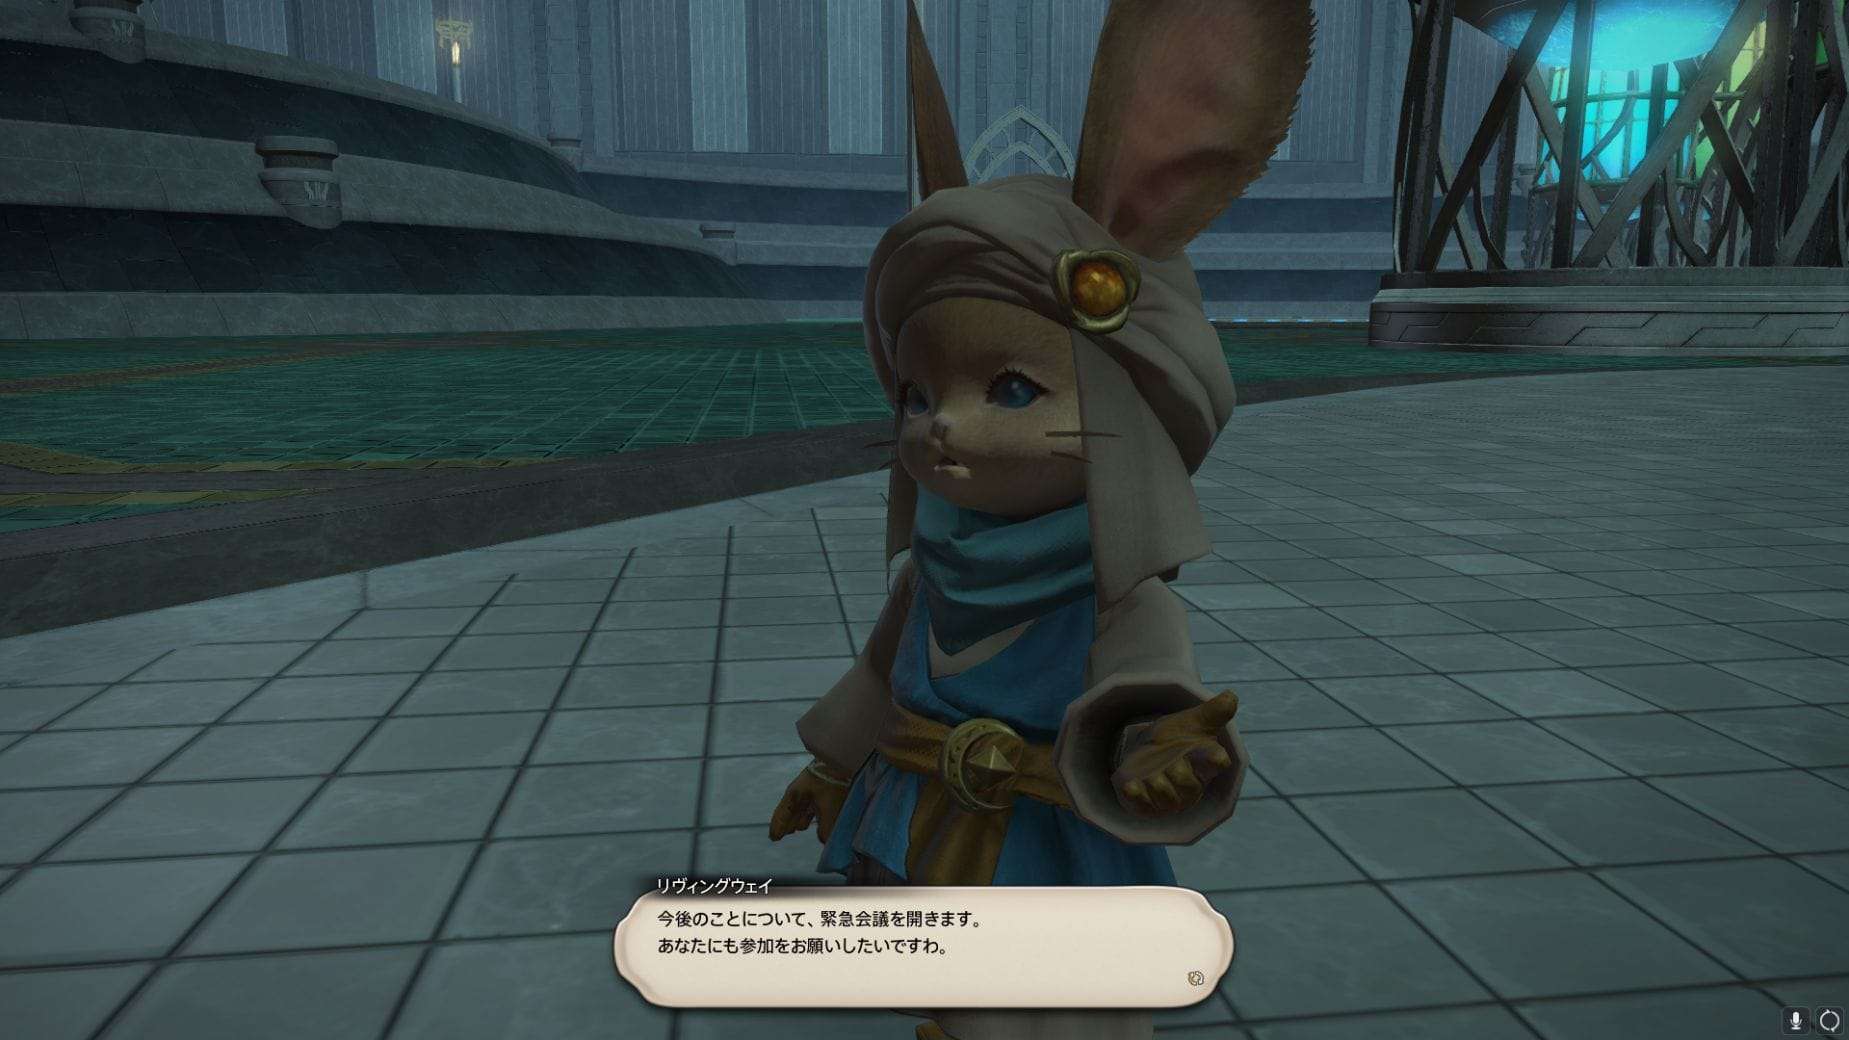 リヴィングウェイ
今後のことについて、緊急会議を開きます。
あなたにも参加をお願いしたいですわ。